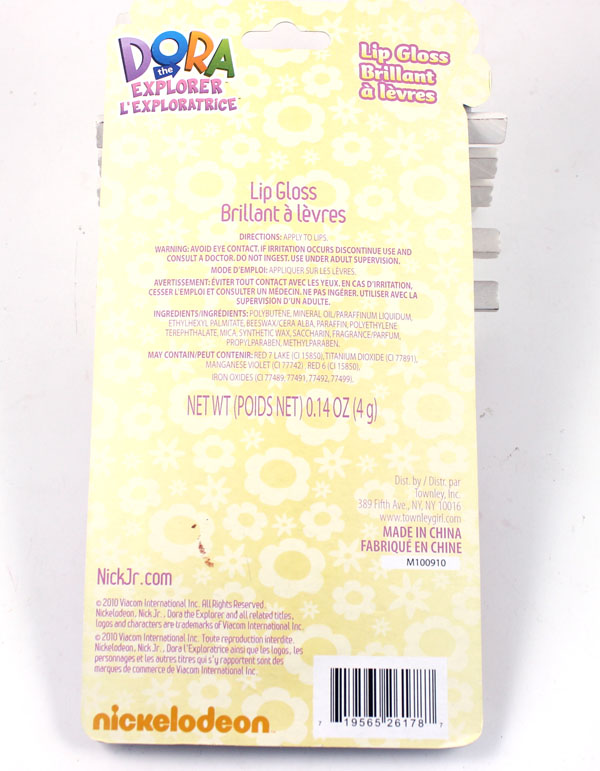 DORA
the
EXPLORER
L'EXPLORATRICE
Lip Gloss
Brillant
à lèvres
Lip Gloss
Brillant à lèvres
DIRECTIONS: APPLY TO LIPS.
WARNING: AVOID EYE CONTACT. IF IRRITATION OCCURS DISCONTINUE USE AND
CONSULT A DOCTOR. DO NOT INGEST. USE UNDER ADULT SUPERVISION.
MODE D'EMPLOI: APPLIQUER SUR LES LÈVRES.
AVERTISSEMENT: ÉVITER TOUT CONTACT AVEC LES YEUX. EN CAS D'IRRITATION,
CESSER L'EMPLOI ET CONSULTER UN MÉDECIN. NE PAS INGÉRER. UTILISER AVEC LA
SUPERVISION D'UN ADULTE.
INGREDIENTS/INGRÉDIENTS: POLYBUTENE, MINERAL OIL/PARAFFINUM LIQUIDUM,
ETHYLHEXYL PALMITATE, BEESWAX/CERA ALBA, PARAFFIN, POLYETHYLENE
TEREPHTHALATE, MICA, SYNTHETIC WAX, SACCHARIN, FRAGRANCE/PARFUM,
PROPYLPARABEN, METHYLPARABEN.
MAY CONTAIN/PEUT CONTENIR: RED 7 LAKE (CI 15850), TITANIUM DIOXIDE (CI 77891),
MANGANESE VIOLET (CI 77742). RED 6 (CI 15850),
IRON OXIDES (CI 77489, 77491, 77492, 77499).
NET WT (POIDS NET) 0.14 OZ (4 g)
Dist. by / Distr. par
Townley, Inc.
389 Fifth Ave., NY, NY 10016
www.townleygirl.com
MADE IN CHINA
FABRIQUÉ EN CHINE
M100910
NickJr.com
© 2010 Viacom International Inc. All Rights Reserved.
Nickelodeon, Nick Jr., Dora the Explorer and all related titles,
logos and characters are trademarks of Viacom International Inc.
© 2010 Viacom International Inc. Toute reproduction interdite.
Nickelodeon, Nick Jr., Dora l'Exploratrice ainsi que les logos, les
personnages et les autres titres qui s'y rapportent sont des
marques de commerce de Viacom International Inc.
nickelodeon
7 19565 26178 7